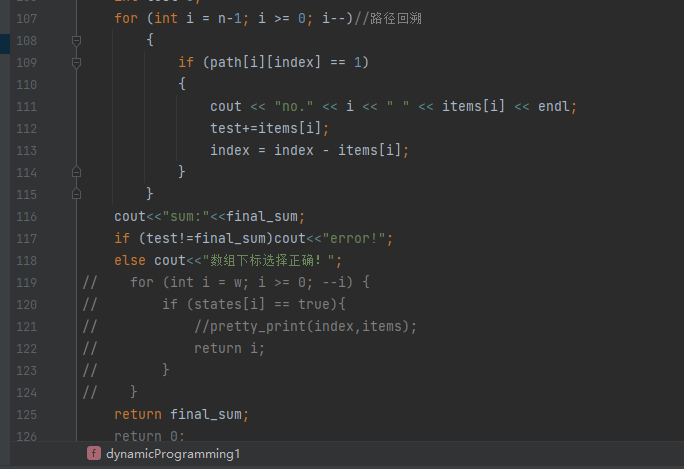 107 for (int i = n-1; i >= 0; i--)//路径回溯
108 {
109 if (path[i][index] == 1)
110 {
111 cout << "no." << i << " " << items[i] << endl;
112 test+=items[i];
113 index = index - items[i];
114 }
115 }
116 cout<<"sum:"<<final_sum;
117 if (test!=final_sum)cout<<"error!";
118 else cout<<"数组下标选择正确！";
119 // for (int i = w; i >= 0; --i) {
120 // if (states[i] == true){
121 // //pretty_print(index,items);
122 // return i;
123 // }
124 // }
125 return final_sum;
126 return 0;
f dynamicProgramming1